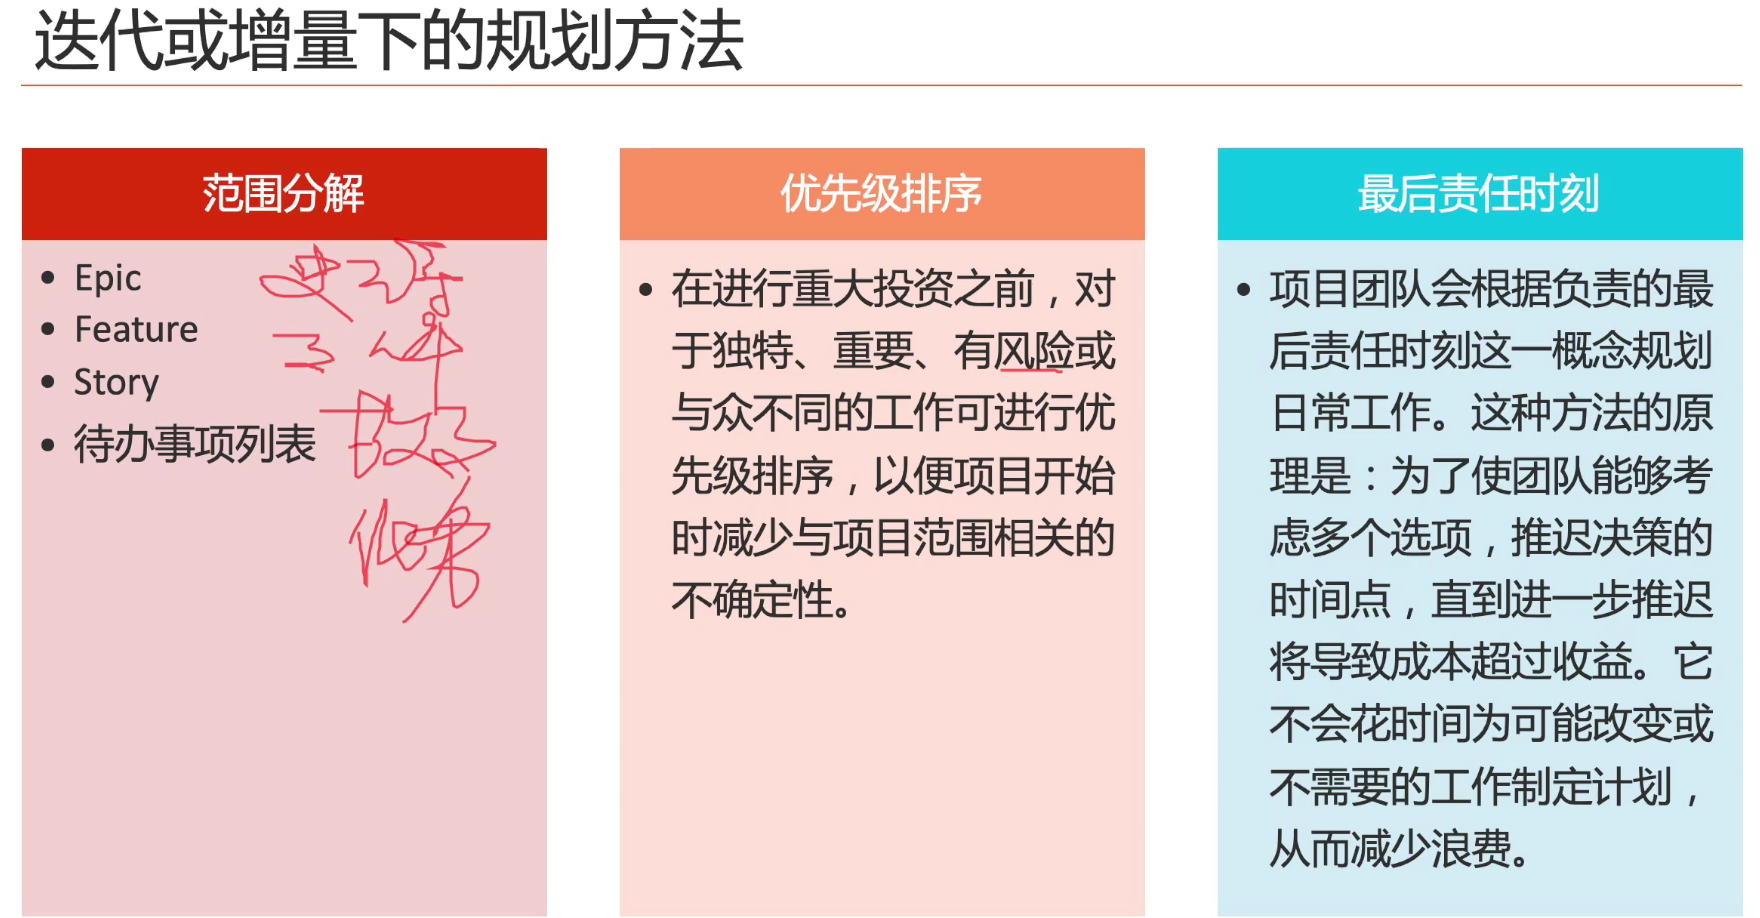 迭代或增量下的规划方法
范围分解
• Epic
• Feature
• Story
• 待办事项列表
优先级排序
• 在进行重大投资之前，对
于独特、重要、有风险或
与众不同的工作可进行优
先级排序，以便项目开始
时减少与项目范围相关的
不确定性。
最后责任时刻
• 项目团队会根据负责的最
后责任时刻这一概念规划
日常工作。这种方法的原
理是：为了使团队能够考
虑多个选项，推迟决策的
时间点，直到进一步推迟
将导致成本超过收益。它
不会花时间为可能改变或
不需要的工作制定计划，
从而减少浪费。